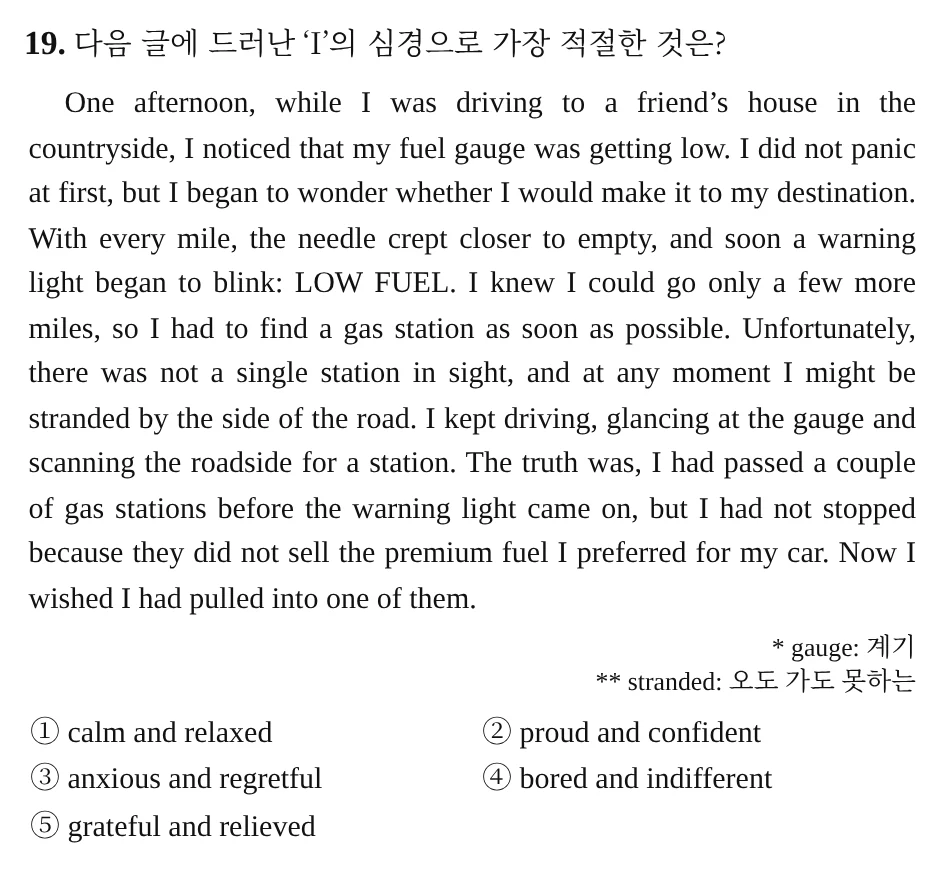 19. 다음 글에 드러난 ‘I’의 심경으로 가장 적절한 것은?
One afternoon, while I was driving to a friend’s house in the
countryside, I noticed that my fuel gauge was getting low. I did not panic
at first, but I began to wonder whether I would make it to my destination.
With every mile, the needle crept closer to empty, and soon a warning
light began to blink: LOW FUEL. I knew I could go only a few more
miles, so I had to find a gas station as soon as possible. Unfortunately,
there was not a single station in sight, and at any moment I might be
stranded by the side of the road. I kept driving, glancing at the gauge and
scanning the roadside for a station. The truth was, I had passed a couple
of gas stations before the warning light came on, but I had not stopped
because they did not sell the premium fuel I preferred for my car. Now I
wished I had pulled into one of them.
* gauge: 계기
** stranded: 오도 가도 못하는
① calm and relaxed ② proud and confident
③ anxious and regretful ④ bored and indifferent
⑤ grateful and relieved